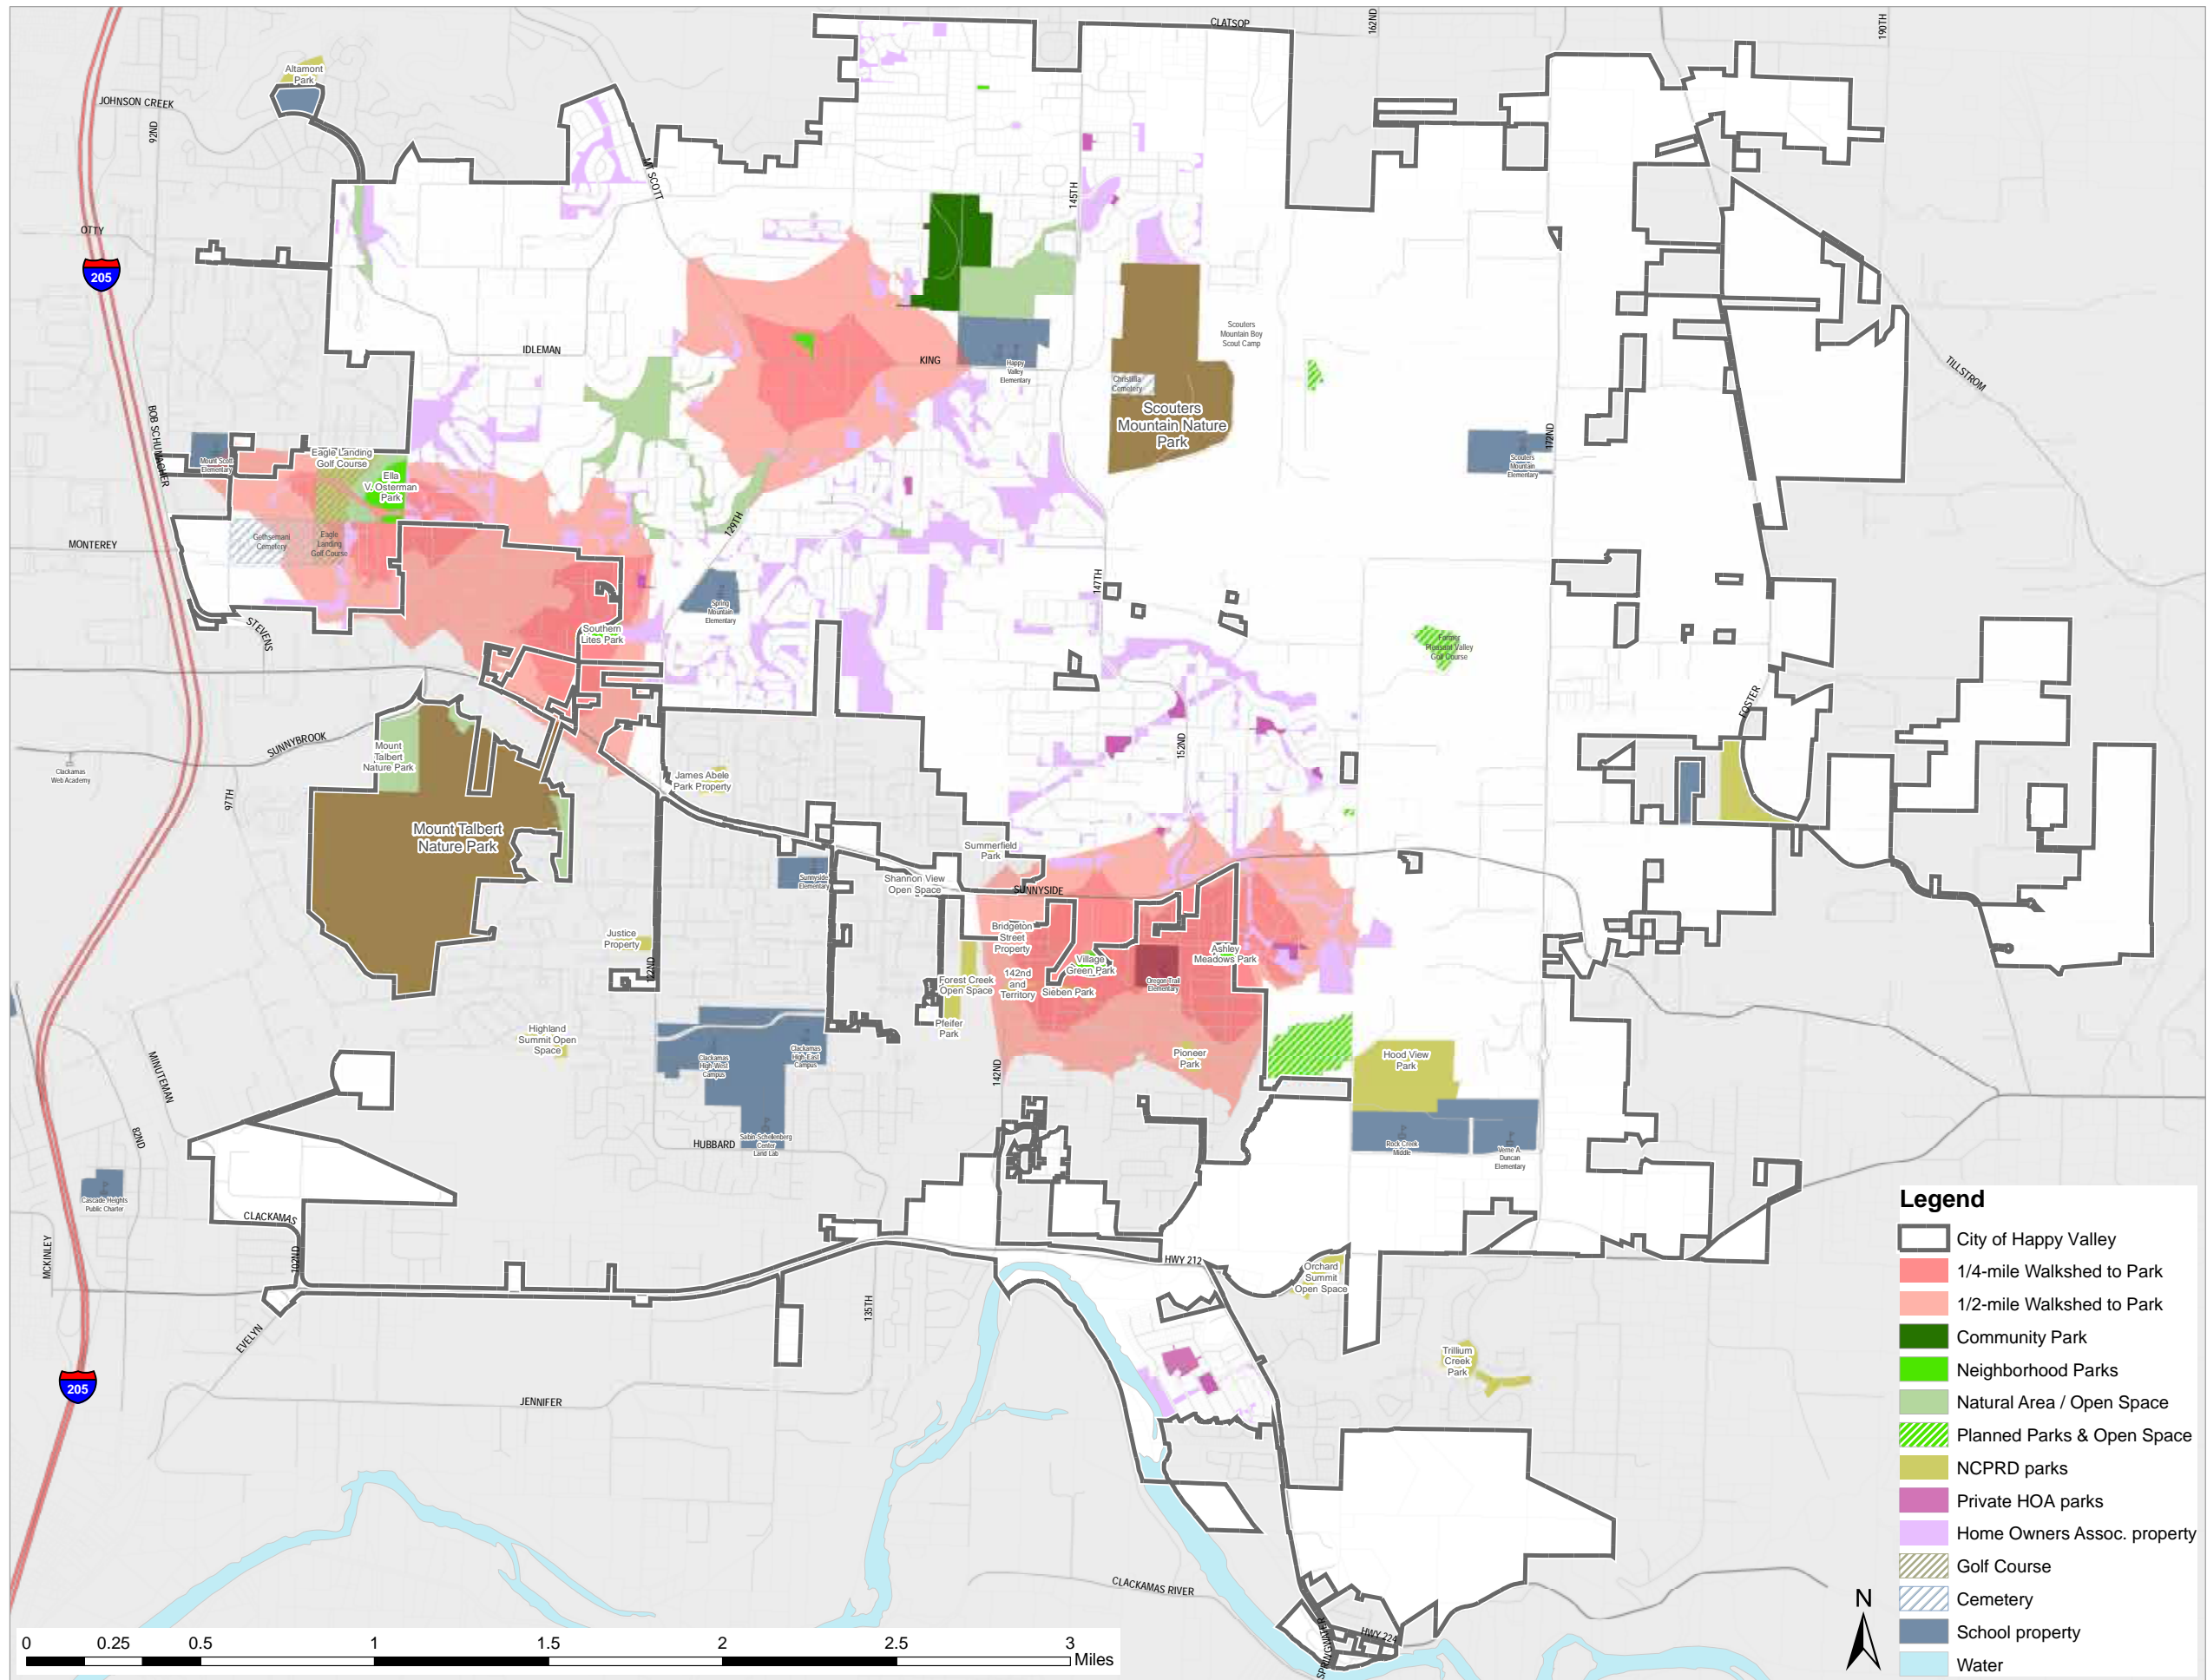 CLATSOP
162ND
190TH
Altamont
Park
JOHNSON CREEK
92ND
MT SCOTT
145TH
OTTY
205
IDLEMAN
KING
Happy
Valley
Elementary
Scouters
Mountain Boy
Scout Camp
Christilla
Cemetery
Scouters
Mountain Nature
Park
TILLSTROM
BOB SCHUMACHER
Mount Scott
Elementary
Eagle Landing
Golf Course
Ella
V. Osterman
Park
172ND
Scouters
Mountain
Elementary
129TH
MONTEREY
Gethsemani
Cemetery
Eagle
Landing
Golf Course
147TH
Spring
Mountain
Elementary
STEVENS
Southern
Lites Park
Former
Pleasant Valley
Golf Course
FOSTER
SUNNYBROOK
Mount
Talbert
Nature Park
152ND
Clackamas
Web Academy
James Abele
Park Property
97TH
Mount Talbert
Nature Park
Summerfield
Park
Sunnyside
Elementary
Shannon View
Open Space
SUNNYSIDE
Justice
Property
Bridgeton
Street
Property
Ashley
Meadows Park
Village
Green Park
122ND
Forest Creek
Open Space
142nd
and
Territory
Sieben Park
Oregon Trail
Elementary
Pfeifer
Park
Highland
Summit Open
Space
Clackamas
High West
Campus
Clackamas
High East
Campus
Pioneer
Park
Hood View
Park
MINUTEMAN
142ND
82ND
HUBBARD
Sabin-Schellenberg
Center
Land Lab
Rock Creek
Middle
Verne A.
Duncan
Elementary
Cascade Heights
Public Charter
CLACKAMAS
102ND
MCKINLEY
HWY 212
Orchard
Summit
Open Space
135TH
EVELYN
Trillium
Creek
Park
205
JENNIFER
CLACKAMAS RIVER
SPRINGWATER
HWY 224
Legend
City of Happy Valley
1/4-mile Walkshed to Park
1/2-mile Walkshed to Park
Community Park
Neighborhood Parks
Natural Area / Open Space
Planned Parks & Open Space
NCPRD parks
Private HOA parks
Home Owners Assoc. property
Golf Course
Cemetery
School property
Water
N
0 0.25 0.5 1 1.5 2 2.5 3
Miles